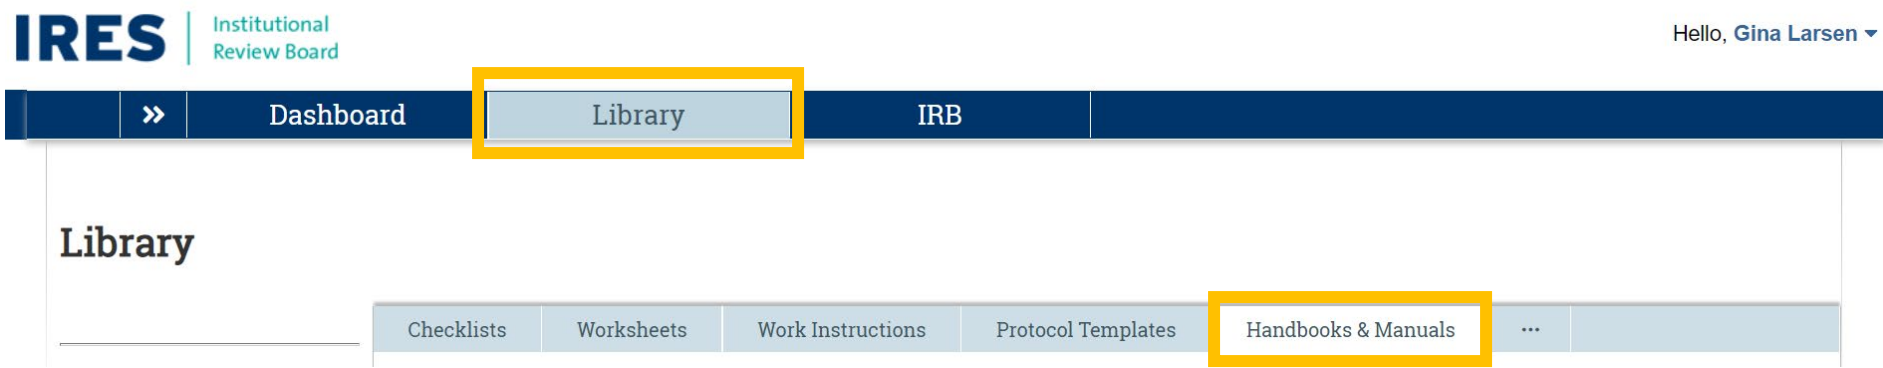 IRES
Institutional
Review Board
Hello, Gina Larsen
» Dashboard Library IRB
Library
Checklists Worksheets Work Instructions Protocol Templates Handbooks & Manuals ...